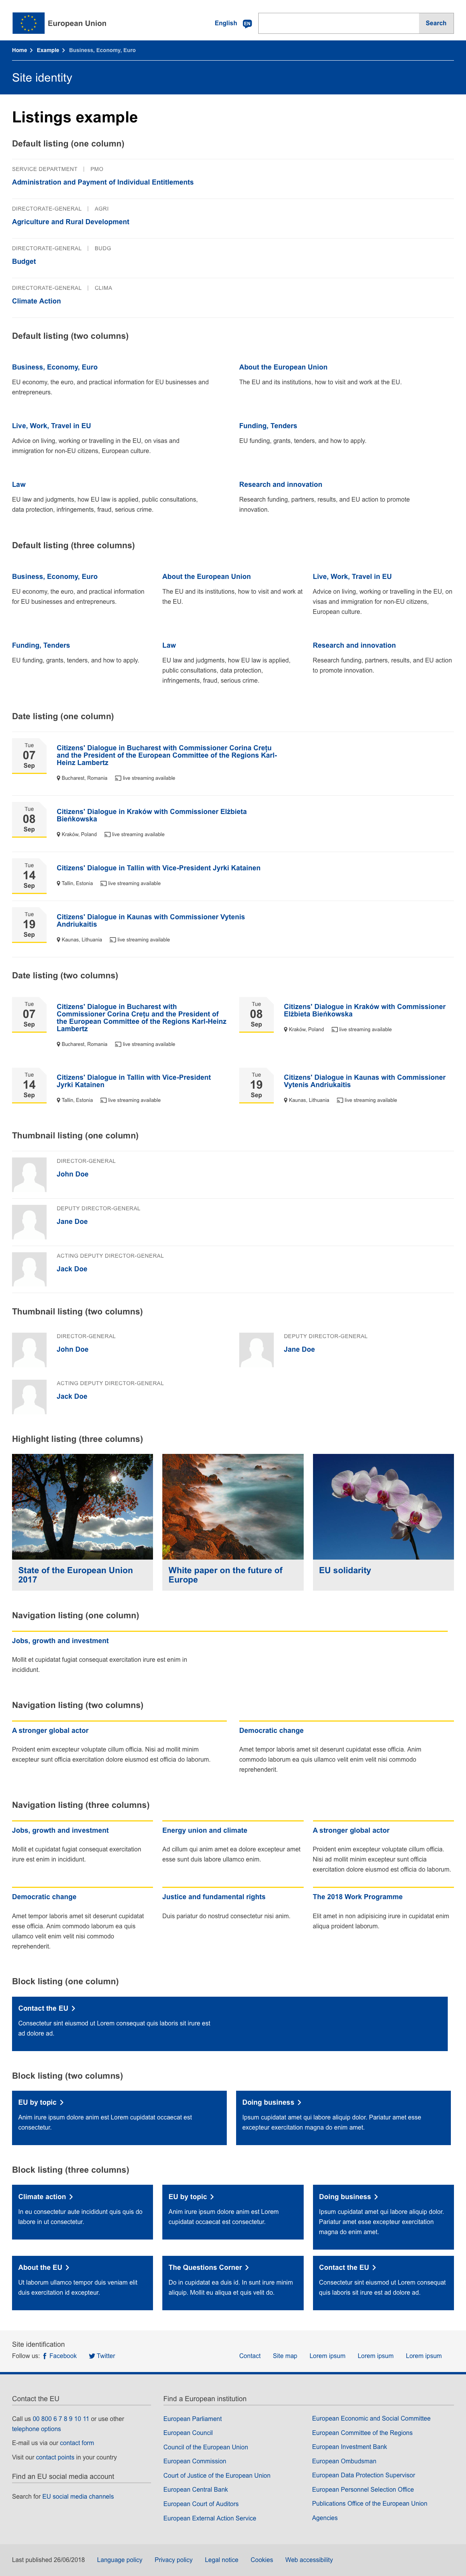 European Union
English EN Search
Home Example Business, Economy, Euro
Site identity
Listings example
Default listing (one column)
SERVICE DEPARTMENT | PMO
Administration and Payment of Individual Entitlements
DIRECTORATE-GENERAL | AGRI
Agriculture and Rural Development
DIRECTORATE-GENERAL | BUDG
Budget
DIRECTORATE-GENERAL | CLIMA
Climate Action
Default listing (two columns)
Business, Economy, Euro
EU economy, the euro, and practical information for EU businesses and
entrepreneurs.
About the European Union
The EU and its institutions, how to visit and work at the EU.
Live, Work, Travel in EU
Advice on living, working or travelling in the EU, on visas and
immigration for non-EU citizens, European culture.
Funding, Tenders
EU funding, grants, tenders, and how to apply.
Law
EU law and judgments, how EU law is applied, public consultations,
data protection, infringements, fraud, serious crime.
Research and innovation
Research funding, partners, results, and EU action to promote
innovation.
Default listing (three columns)
Business, Economy, Euro
EU economy, the euro, and practical information
for EU businesses and entrepreneurs.
About the European Union
The EU and its institutions, how to visit and work at
the EU.
Live, Work, Travel in EU
Advice on living, working or travelling in the EU, on
visas and immigration for non-EU citizens,
European culture.
Funding, Tenders
EU funding, grants, tenders, and how to apply.
Law
EU law and judgments, how EU law is applied,
public consultations, data protection,
infringements, fraud, serious crime.
Research and innovation
Research funding, partners, results, and EU action
to promote innovation.
Date listing (one column)
Tue
07
Sep
Citizens' Dialogue in Bucharest with Commissioner Corina Crețu
and the President of the European Committee of the Regions Karl-
Heinz Lambertz
Bucharest, Romania live streaming available
Tue
08
Sep
Citizens' Dialogue in Kraków with Commissioner Elżbieta
Bieńkowska
Kraków, Poland live streaming available
Tue
14
Sep
Citizens' Dialogue in Tallin with Vice-President Jyrki Katainen
Tallin, Estonia live streaming available
Tue
19
Sep
Citizens' Dialogue in Kaunas with Commissioner Vytenis
Andriukaitis
Kaunas, Lithuania live streaming available
Date listing (two columns)
Tue
07
Sep
Citizens' Dialogue in Bucharest with
Commissioner Corina Crețu and the President of
the European Committee of the Regions Karl-Heinz
Lambertz
Bucharest, Romania live streaming available
Tue
08
Sep
Citizens' Dialogue in Kraków with Commissioner
Elżbieta Bieńkowska
Kraków, Poland live streaming available
Tue
14
Sep
Citizens' Dialogue in Tallin with Vice-President
Jyrki Katainen
Tallin, Estonia live streaming available
Tue
19
Sep
Citizens' Dialogue in Kaunas with Commissioner
Vytenis Andriukaitis
Kaunas, Lithuania live streaming available
Thumbnail listing (one column)
DIRECTOR-GENERAL
John Doe
DEPUTY DIRECTOR-GENERAL
Jane Doe
ACTING DEPUTY DIRECTOR-GENERAL
Jack Doe
Thumbnail listing (two columns)
DIRECTOR-GENERAL
John Doe
DEPUTY DIRECTOR-GENERAL
Jane Doe
ACTING DEPUTY DIRECTOR-GENERAL
Jack Doe
Highlight listing (three columns)
State of the European Union
2017
White paper on the future of
Europe
EU solidarity
Navigation listing (one column)
Jobs, growth and investment
Mollit et cupidatat fugiat consequat exercitation irure est enim in
incididunt.
Navigation listing (two columns)
A stronger global actor
Proident enim excepteur voluptate cillum officia. Nisi ad mollit minim
excepteur sunt officia exercitation dolore eiusmod est officia do laborum.
Democratic change
Amet tempor laboris amet sit deserunt cupidatat esse officia. Anim
commodo laborum ea quis ullamco velit enim velit nisi commodo
reprehenderit.
Navigation listing (three columns)
Jobs, growth and investment
Mollit et cupidatat fugiat consequat exercitation
irure est enim in incididunt.
Energy union and climate
Ad cillum qui anim amet ea dolore excepteur amet
esse sunt duis labore ullamco enim.
A stronger global actor
Proident enim excepteur voluptate cillum officia.
Nisi ad mollit minim excepteur sunt officia
exercitation dolore eiusmod est officia do laborum.
Democratic change
Amet tempor laboris amet sit deserunt cupidatat
esse officia. Anim commodo laborum ea quis
ullamco velit enim velit nisi commodo
reprehenderit.
Justice and fundamental rights
Duis pariatur do nostrud consectetur nisi anim.
The 2018 Work Programme
Elit amet in non adipisicing irure in cupidatat enim
aliqua proident laborum.
Block listing (one column)
Contact the EU
Consectetur sint eiusmod ut Lorem consequat quis laboris sit irure est
ad dolore ad.
Block listing (two columns)
EU by topic
Anim irure ipsum dolore anim est Lorem cupidatat occaecat est
consectetur.
Doing business
Ipsum cupidatat amet qui labore aliquip dolor. Pariatur amet esse
excepteur exercitation magna do enim amet.
Block listing (three columns)
Climate action
In eu consectetur aute incididunt quis quis do
labore in ut consectetur.
EU by topic
Anim irure ipsum dolore anim est Lorem
cupidatat occaecat est consectetur.
Doing business
Ipsum cupidatat amet qui labore aliquip dolor.
Pariatur amet esse excepteur exercitation
magna do enim amet.
About the EU
Ut laborum ullamco tempor duis veniam elit
duis exercitation id excepteur.
The Questions Corner
Do in cupidatat ea duis id. In sunt irure minim
aliquip. Mollit eu aliqua et quis velit do.
Contact the EU
Consectetur sint eiusmod ut Lorem consequat
quis laboris sit irure est ad dolore ad.
Site identification
Follow us: Facebook Twitter
Contact Site map Lorem ipsum Lorem ipsum Lorem ipsum
Contact the EU
Call us 00 800 6 7 8 9 10 11 or use other
telephone options
E-mail us via our contact form
Visit our contact points in your country
Find an EU social media account
Search for EU social media channels
Find a European institution
European Parliament
European Council
Council of the European Union
European Commission
Court of Justice of the European Union
European Central Bank
European Court of Auditors
European External Action Service
European Economic and Social Committee
European Committee of the Regions
European Investment Bank
European Ombudsman
European Data Protection Supervisor
European Personnel Selection Office
Publications Office of the European Union
Agencies
Last published 26/06/2018 Language policy Privacy policy Legal notice Cookies Web accessibility